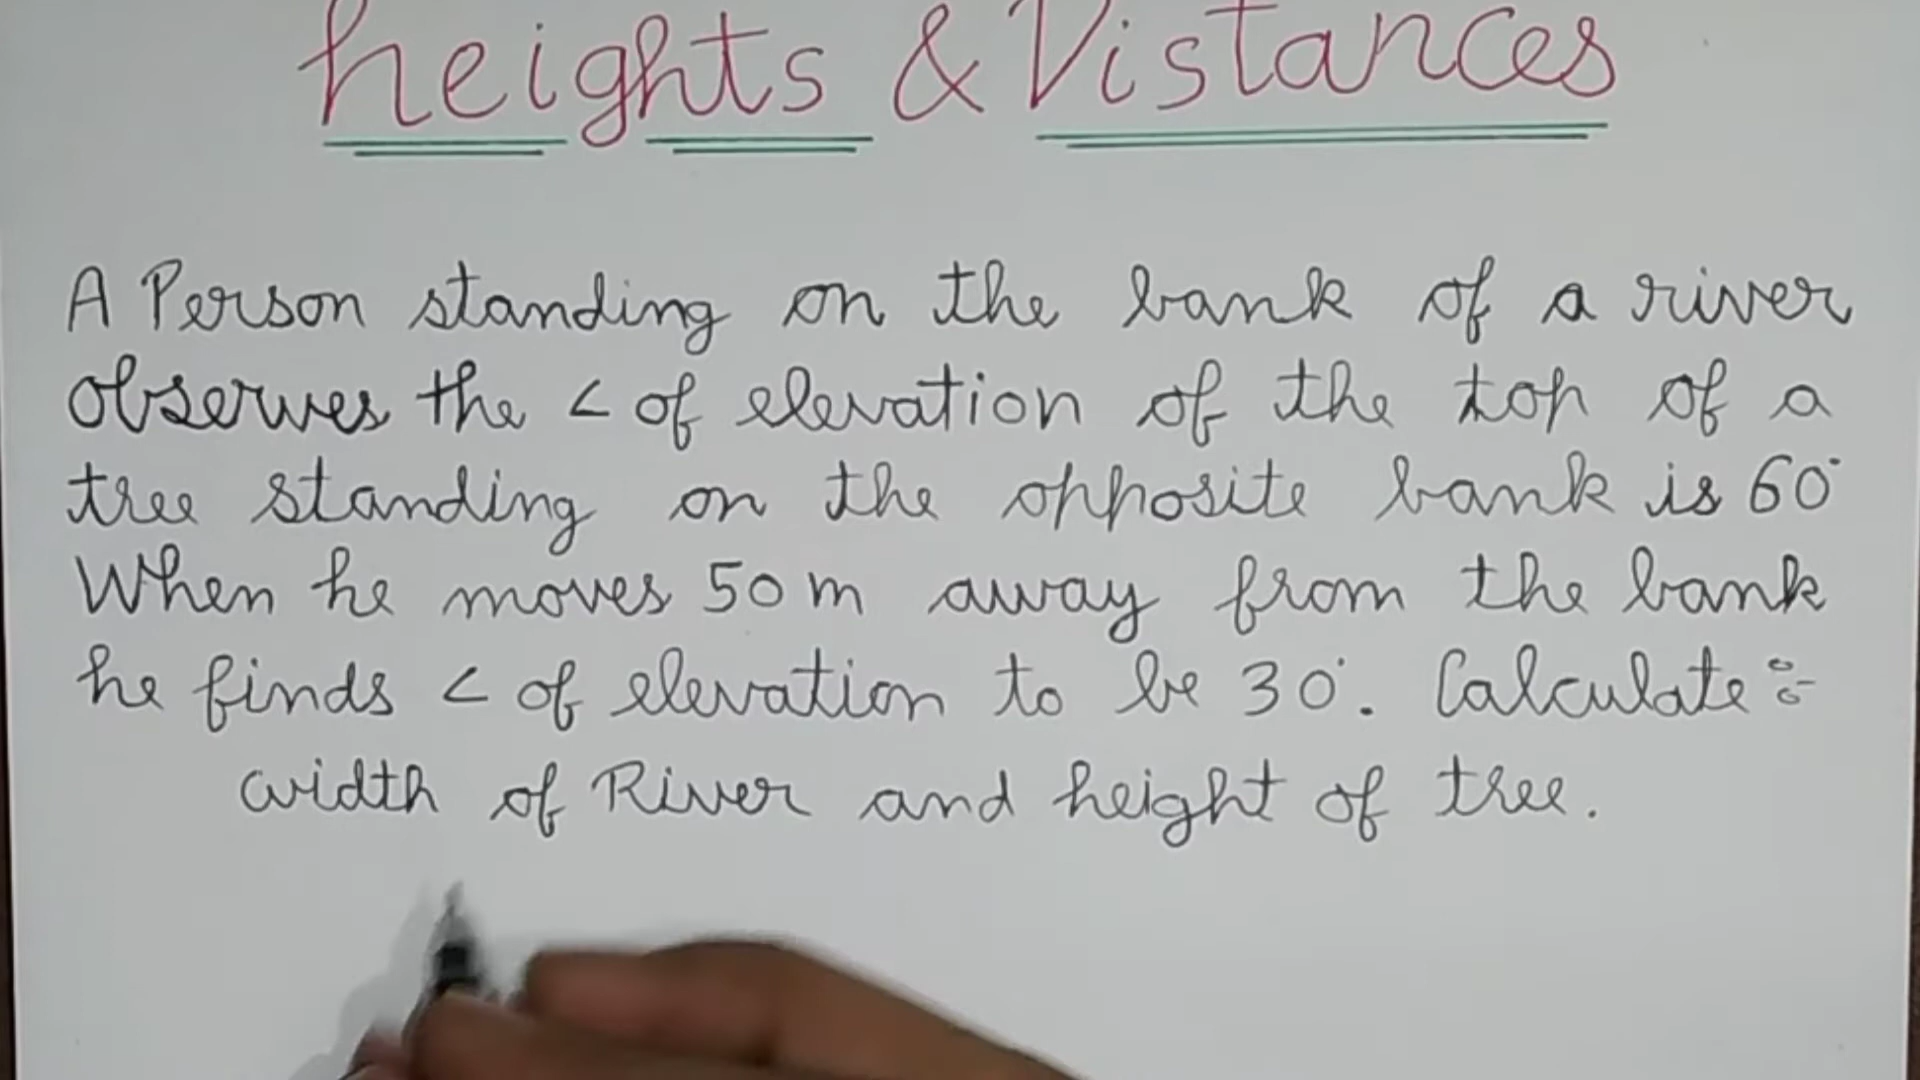 heights & Distances
A Person standing on the bank of a river
observes the < of elevation of the top of a
tree standing on the opposite bank is 60°
When he moves 50 m away from the bank
he finds < of elevation to be 30°. Calculate :-
width of River and height of tree.